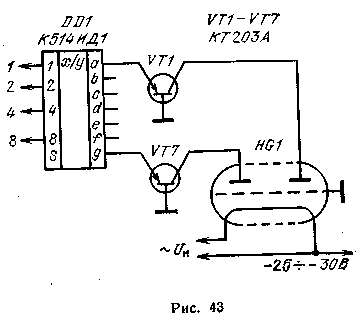 DD1
К514ИД1
VT1-VT7
КТ203А
1 1 x/y a
2 2 b
c
4 4 d
e
8 8 f
S g
VT1
VT7
HG1
~Uн
-25÷-30В
Рис. 43